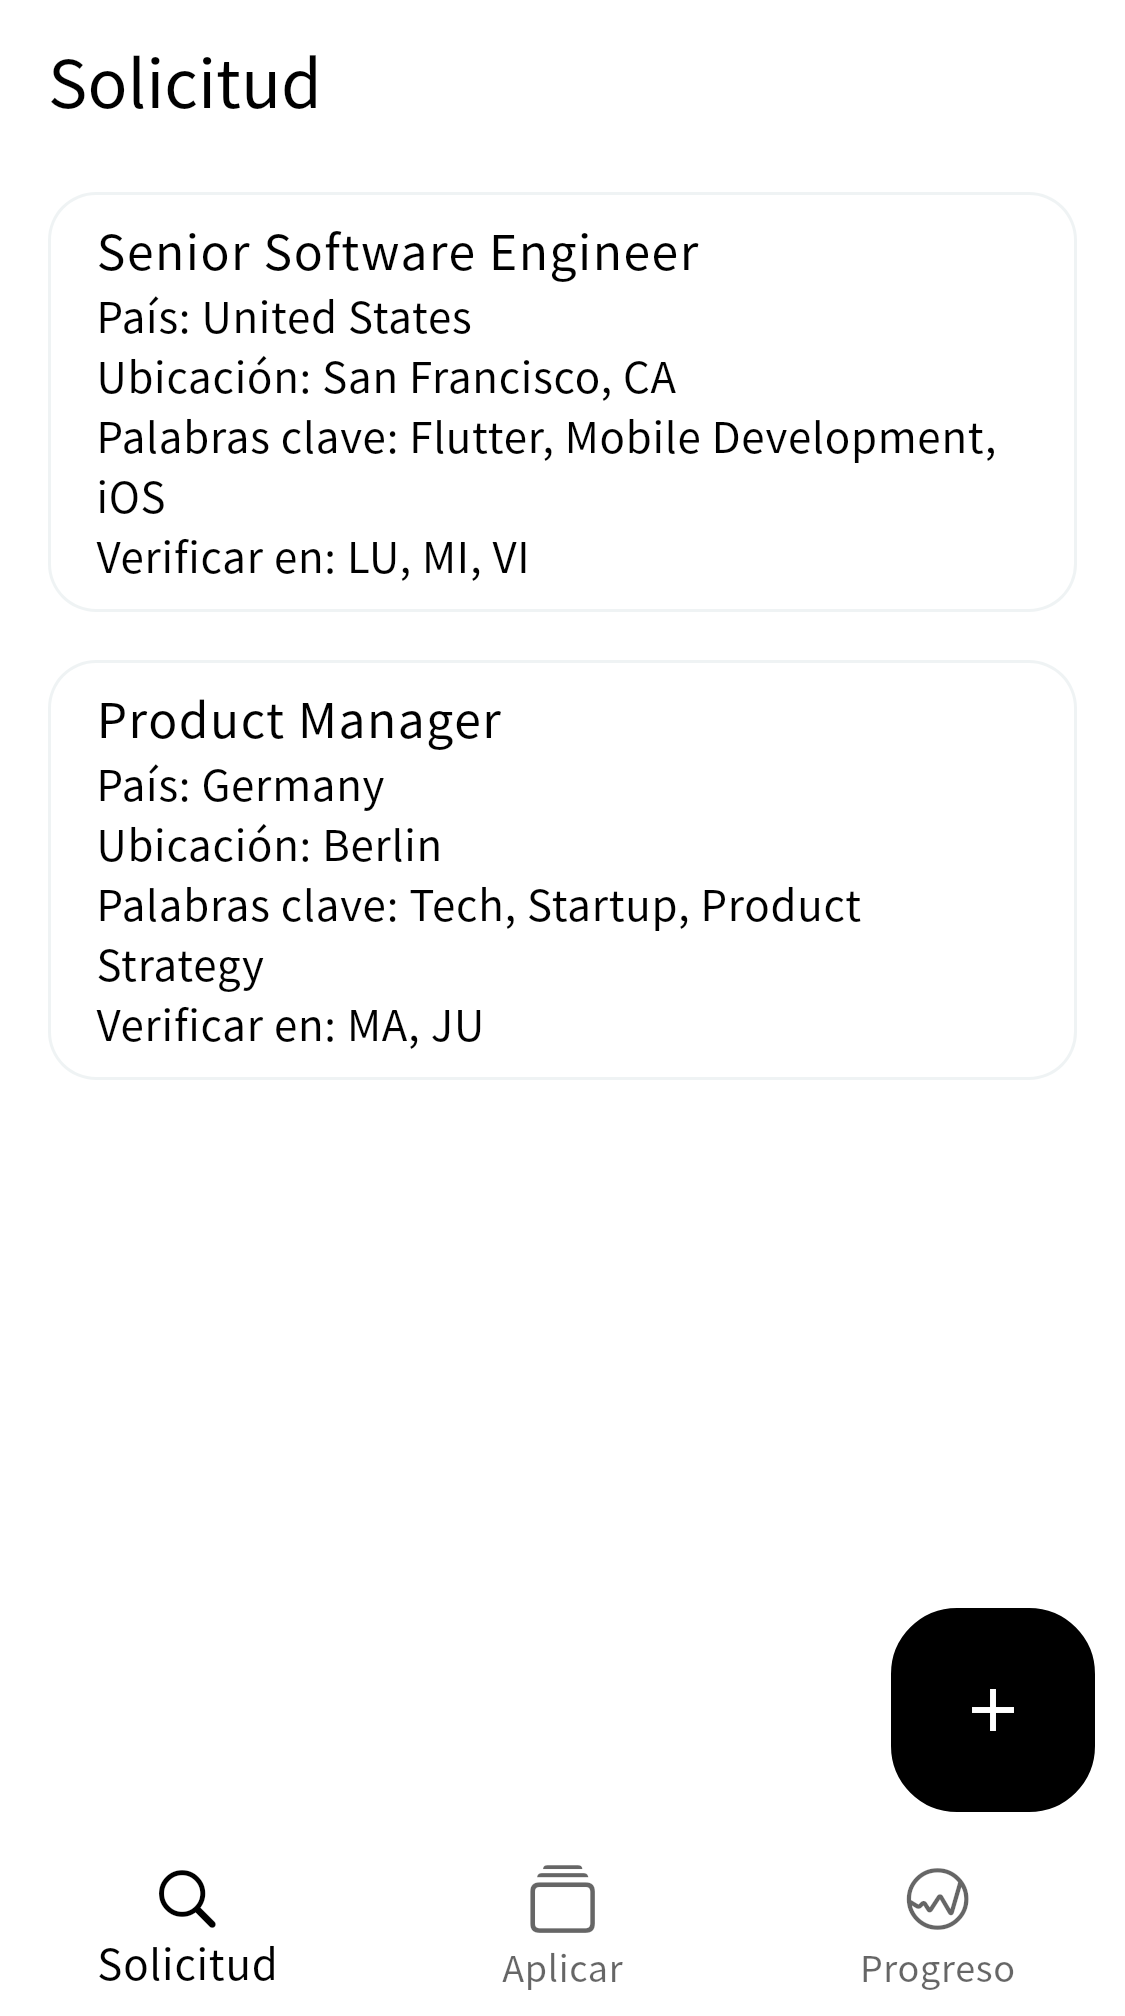 Solicitud
Senior Software Engineer
País: United States
Ubicación: San Francisco, CA
Palabras clave: Flutter, Mobile Development,
iOS
Verificar en: LU, MI, VI
Product Manager
País: Germany
Ubicación: Berlin
Palabras clave: Tech, Startup, Product
Strategy
Verificar en: MA, JU
Solicitud
Aplicar
Progreso